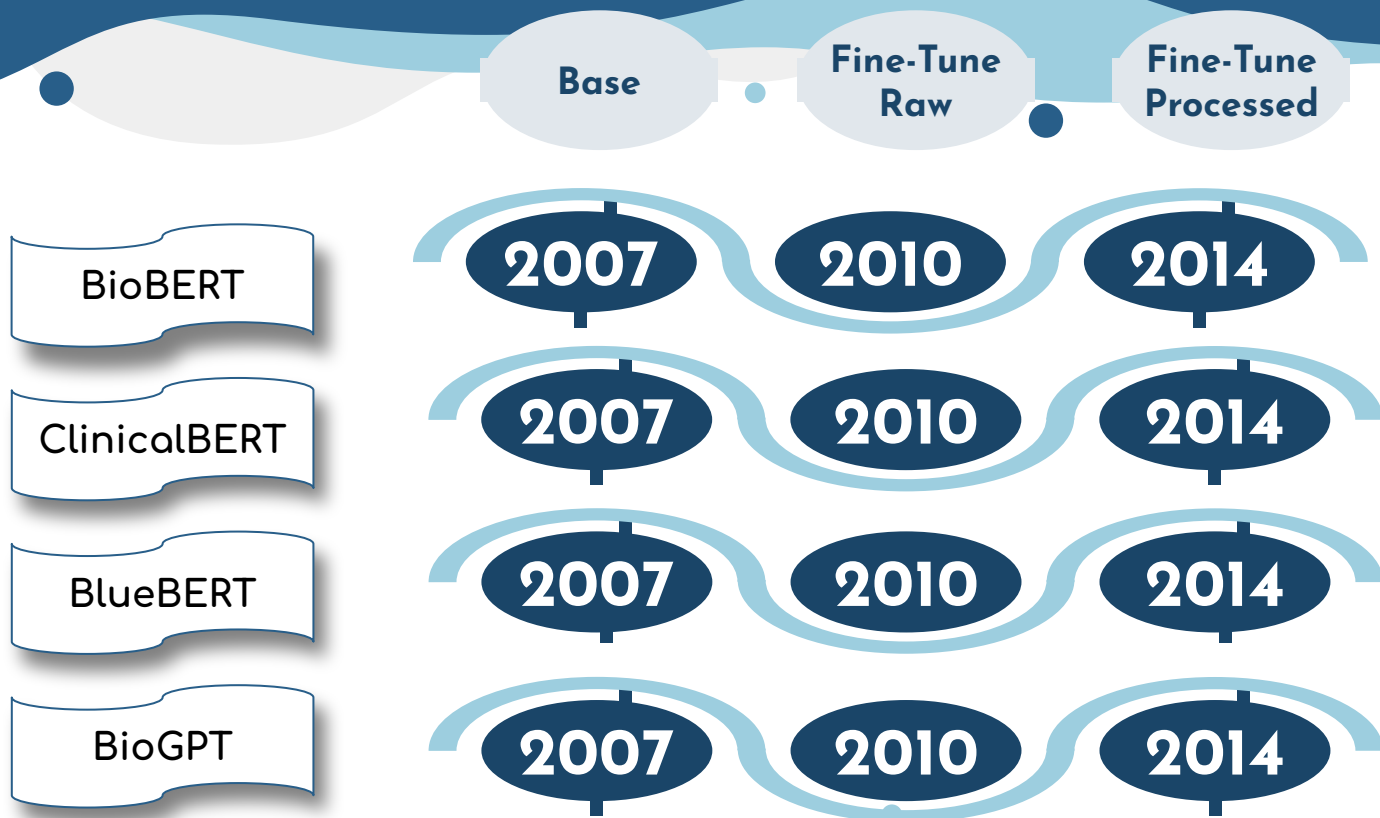 Base
Fine-Tune
Raw
Fine-Tune
Processed
BioBERT
2007
2010
2014
ClinicalBERT
2007
2010
2014
BlueBERT
2007
2010
2014
BioGPT
2007
2010
2014